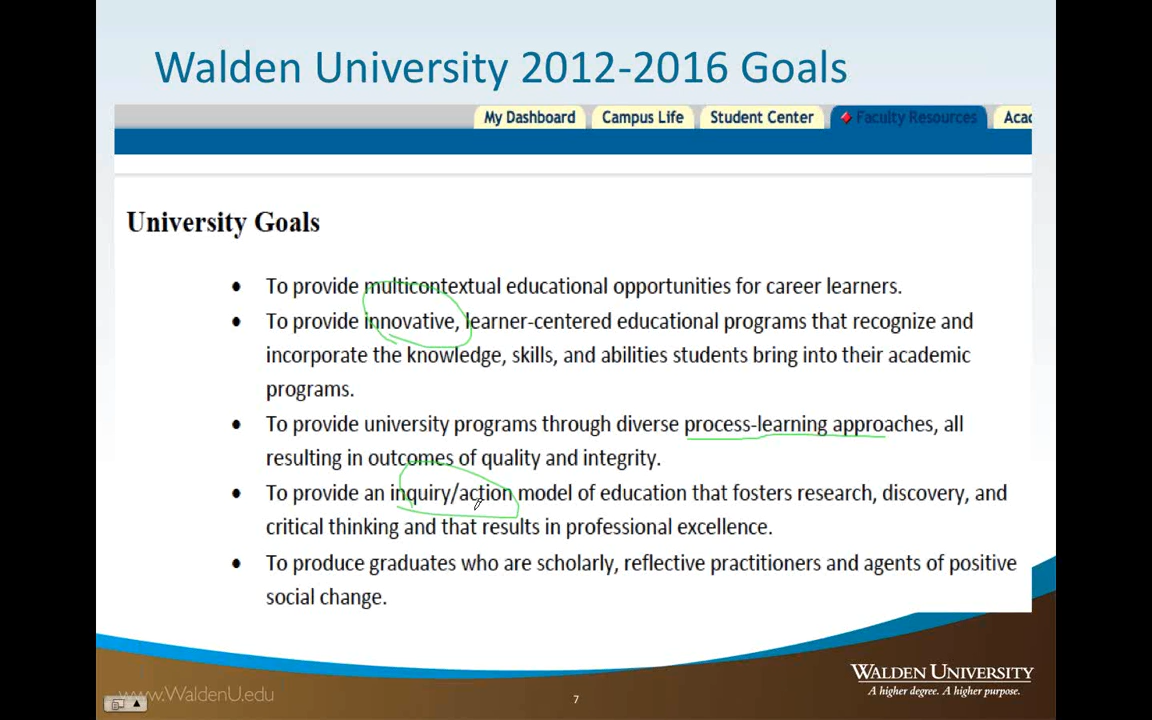 Walden University 2012-2016 Goals
My Dashboard Campus Life Student Center Faculty Resources Acac
University Goals
• To provide multicontextual educational opportunities for career learners.
• To provide innovative, learner-centered educational programs that recognize and
incorporate the knowledge, skills, and abilities students bring into their academic
programs.
• To provide university programs through diverse process-learning approaches, all
resulting in outcomes of quality and integrity.
• To provide an inquiry/action model of education that fosters research, discovery, and
critical thinking and that results in professional excellence.
• To produce graduates who are scholarly, reflective practitioners and agents of positive
social change.
WALDEN UNIVERSITY
A higher degree. A higher purpose.
www.WaldenU.edu
7